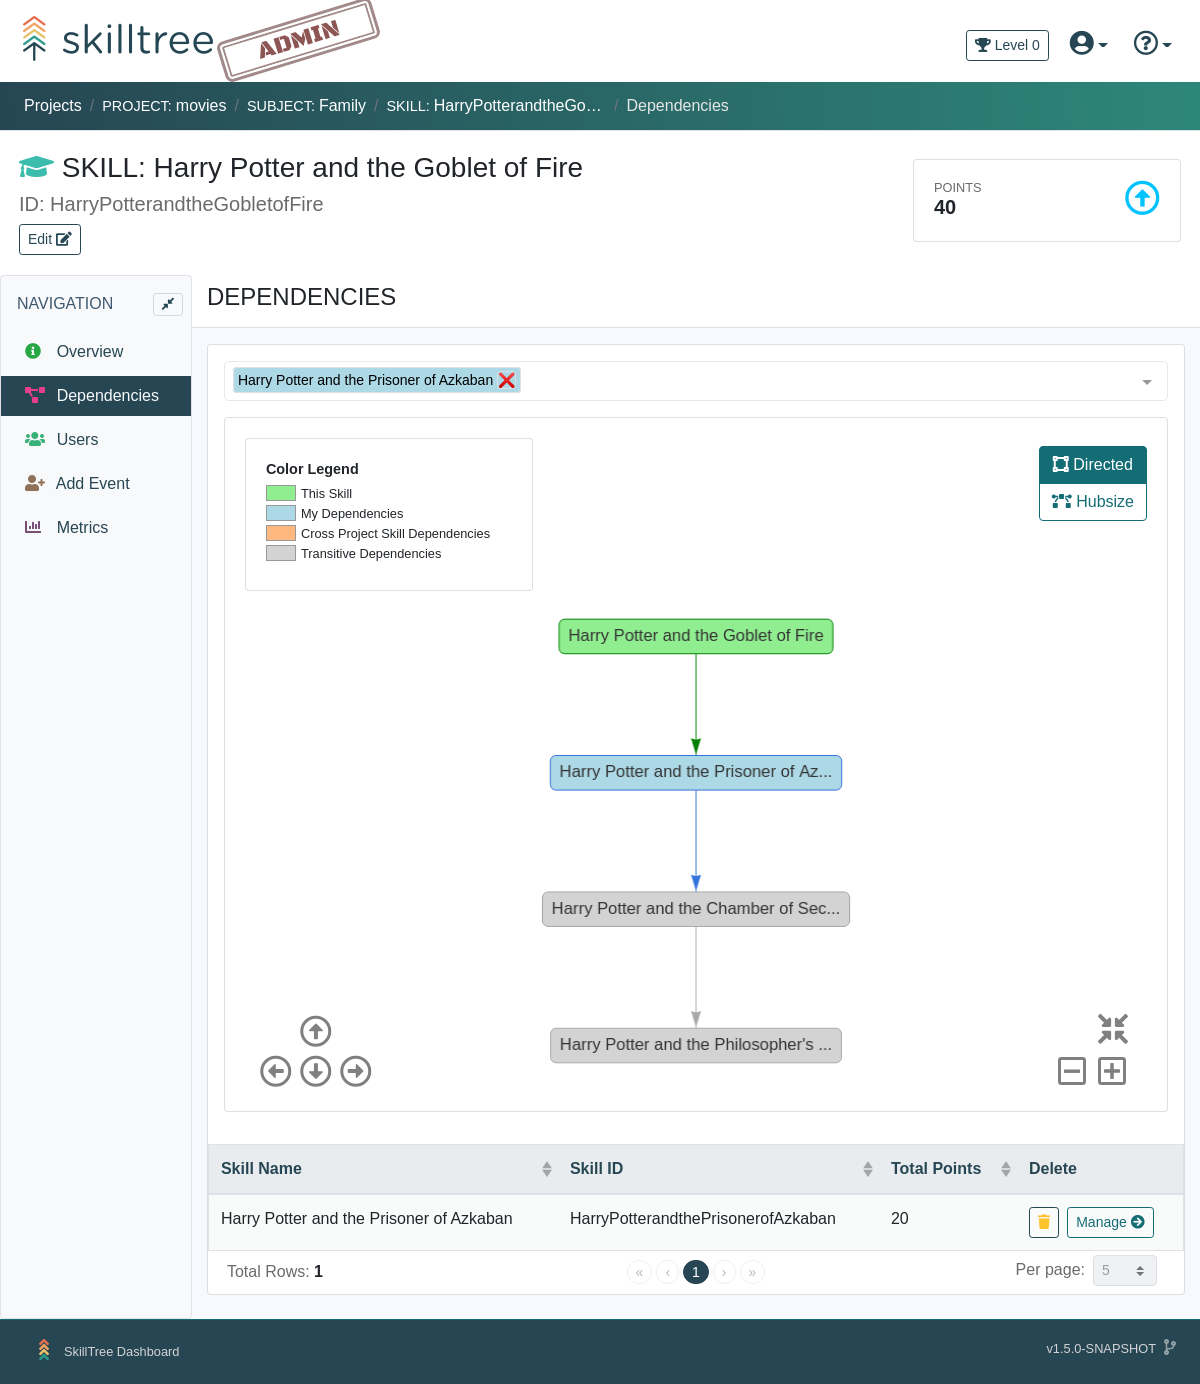 skilltree
ADMIN
Level 0
Projects / PROJECT: movies / SUBJECT: Family / SKILL: HarryPotterandtheGo… / Dependencies
SKILL: Harry Potter and the Goblet of Fire
ID: HarryPotterandtheGobletofFire
Edit
POINTS
40
NAVIGATION
Overview
Dependencies
Users
Add Event
Metrics
DEPENDENCIES
Harry Potter and the Prisoner of Azkaban
Color Legend
This Skill
My Dependencies
Cross Project Skill Dependencies
Transitive Dependencies
Directed
Hubsize
Harry Potter and the Goblet of Fire
Harry Potter and the Prisoner of Az...
Harry Potter and the Chamber of Sec...
Harry Potter and the Philosopher's ...
Skill Name Skill ID Total Points Delete
Harry Potter and the Prisoner of Azkaban HarryPotterandthePrisonerofAzkaban 20 Manage
Total Rows: 1 « ‹ 1 › » Per page: 5
SkillTree Dashboard
v1.5.0-SNAPSHOT